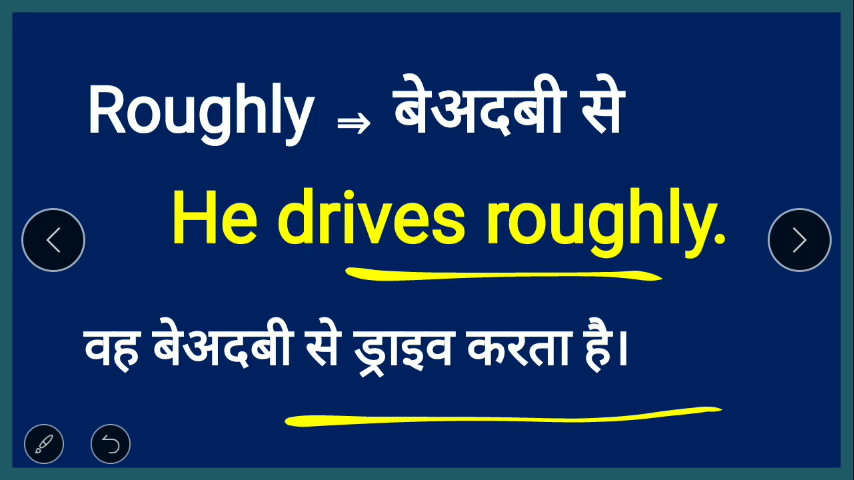 Roughly ⇒ बेअदबी से
He drives roughly.
वह बेअदबी से ड्राइव करता है।